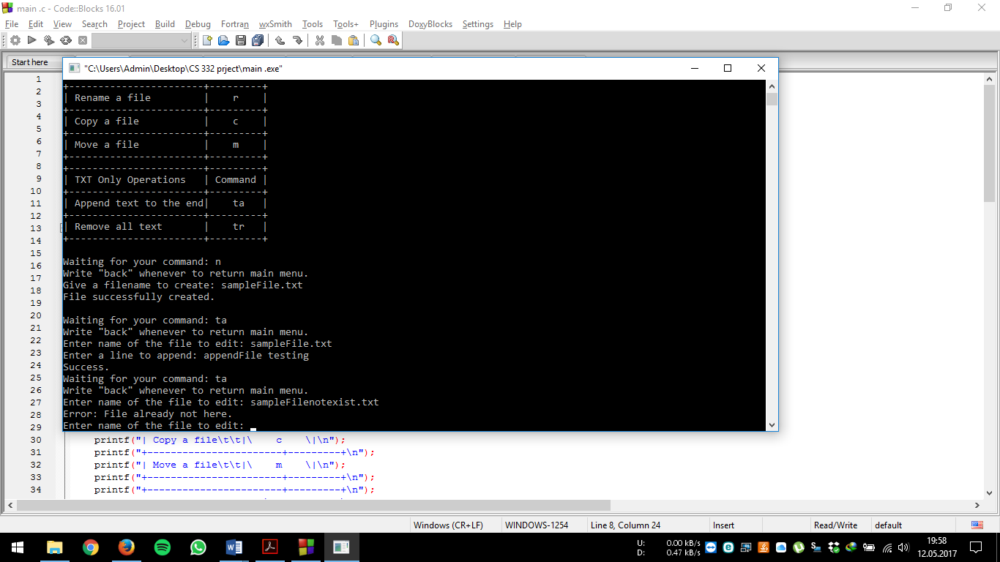 main .c - Code::Blocks 16.01
File Edit View Search Project Build Debug Fortran wxSmith Tools Tools+ Plugins DoxyBlocks Settings Help
Start here
"C:\Users\Admin\Desktop\CS 332 prject\main .exe"
1
2
3
4
5
6
7
8
9
10
11
12
13
14
15
16
17
18
19
20
21
22
23
24
25
26
27
28
29
+-----------------------+---------+
| Rename a file | r |
+-----------------------+---------+
| Copy a file | c |
+-----------------------+---------+
| Move a file | m |
+-----------------------+---------+
+-----------------------+---------+
| TXT Only Operations | Command |
+-----------------------+---------+
| Append text to the end| ta |
+-----------------------+---------+
| Remove all text | tr |
+-----------------------+---------+
Waiting for your command: n
Write "back" whenever to return main menu.
Give a filename to create: sampleFile.txt
File successfully created.
Waiting for your command: ta
Write "back" whenever to return main menu.
Enter name of the file to edit: sampleFile.txt
Enter a line to append: appendFile testing
Success.
Waiting for your command: ta
Write "back" whenever to return main menu.
Enter name of the file to edit: sampleFilenotexist.txt
Error: File already not here.
Enter name of the file to edit: _
30 printf("| Copy a file\t\t|\    c    \|\n");
31 printf("+-----------------------+---------+\n");
32 printf("| Move a file\t\t|\    m    \|\n");
33 printf("+-----------------------+---------+\n");
34 printf("+-----------------------+---------+\n");
Windows (CR+LF) WINDOWS-1254 Line 8, Column 24 Insert Read/Write default
U: 0.00 kB/s
D: 0.47 kB/s
19:58
12.05.2017